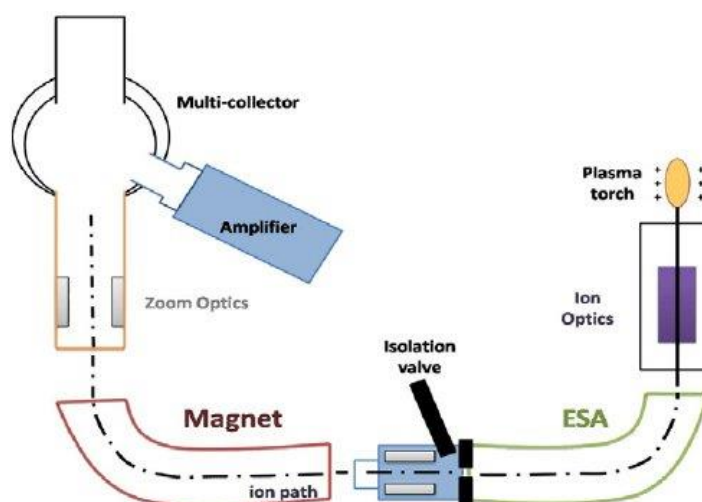 Multi-collector
Plasma
torch
Amplifier
Zoom Optics
Ion
Optics
Isolation
valve
Magnet
ESA
ion path